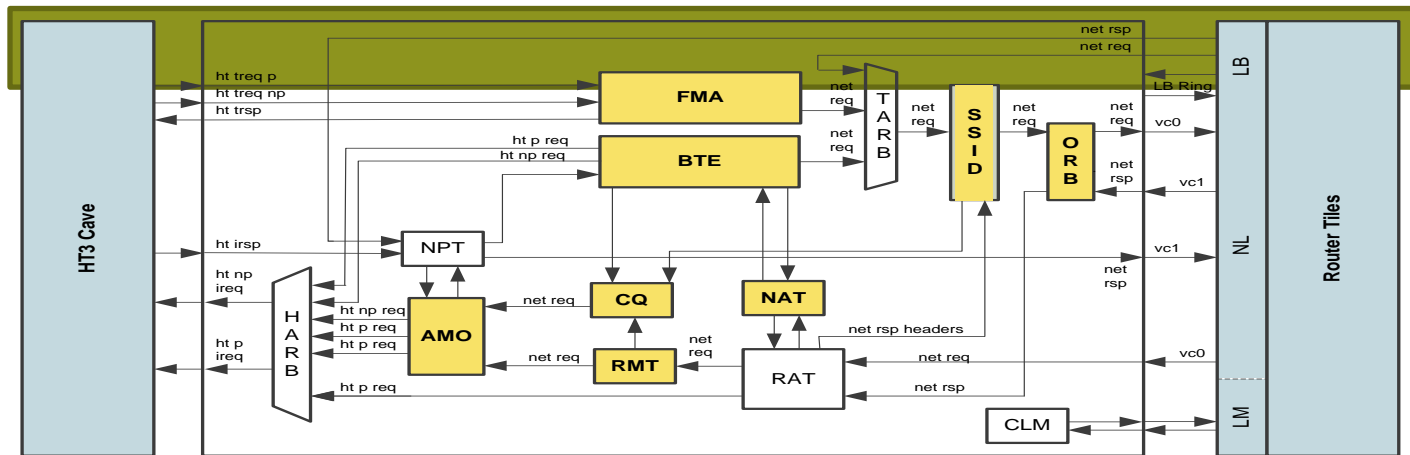 net rsp
net req
LB
ht treq p
ht treq np
ht trsp
FMA
net
req
TARB
net
req
SSID
net
req
ORB
net
req
LB Ring
vc0
ht p req
ht np req
BTE
net
req
net
rsp
vc1
HT3 Cave
Router Tiles
NL
ht irsp
NPT
vc1
net
rsp
ht np
ireq
HARB
ht np req
ht p req
ht p req
AMO
net req
CQ
NAT
net rsp headers
ht p
ireq
net req
RMT
net
req
RAT
net req
vc0
ht p req
net rsp
CLM
LM